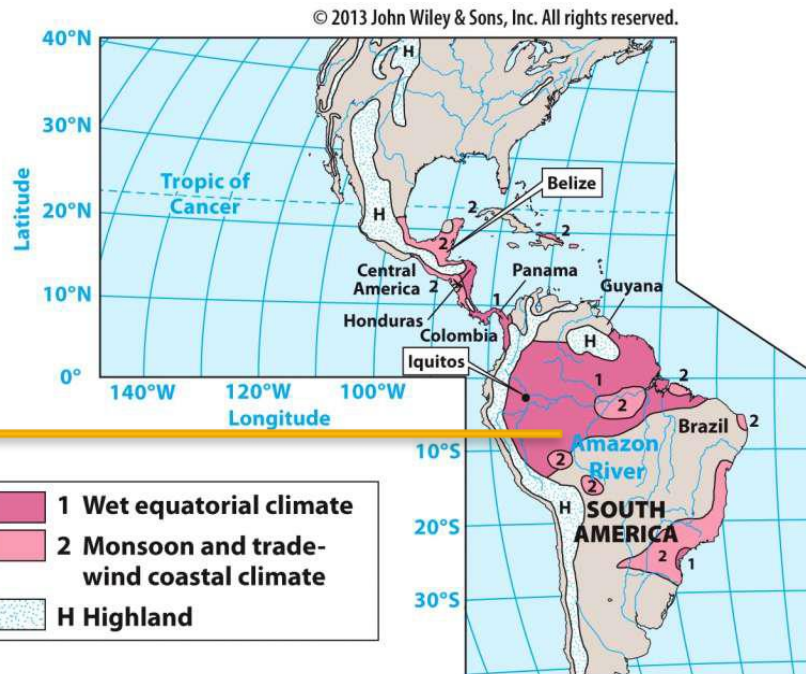 © 2013 John Wiley & Sons, Inc. All rights reserved.
40°N
H
30°N
Latitude
Tropic of
Cancer
Belize
2
20°N
H
2
2
Central
America
Panama
10°N
2
1
Guyana
Honduras
Colombia
H
Iquitos
1
0°
140°W
120°W
100°W
2
2
Longitude
Brazil
2
10°S
Amazon
River
2
2
SOUTH
AMERICA
H
20°S
2
1
30°S
1 Wet equatorial climate
2 Monsoon and trade-
wind coastal climate
H Highland